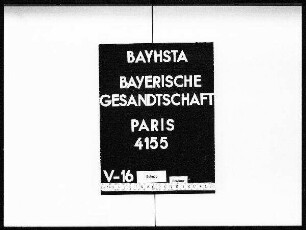 BAYHSTA
BAYERISCHE
GESANDTSCHAFT
PARIS
4155
V-16